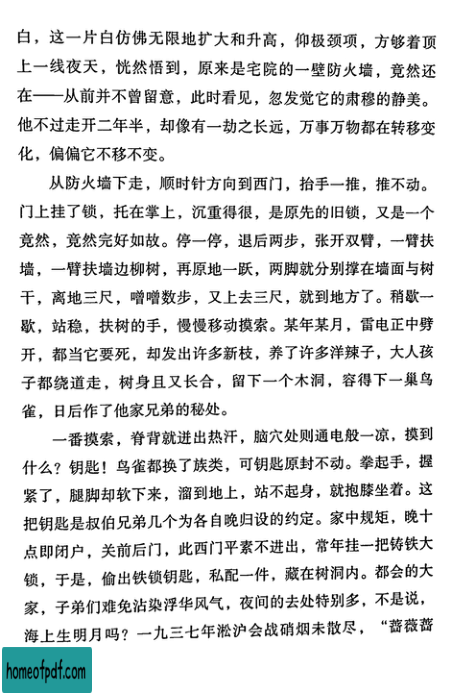 白，这一片白仿佛无限地扩大和升高，仰极颈项，方够着顶
上一线夜天，恍然悟到，原来是宅院的一壁防火墙，竟然还
在——从前并不曾留意，此时看见，忽发觉它的肃穆的静美。
他不过走开二年半，却像有一劫之长远，万事万物都在转移变
化，偏偏它不移不变。
从防火墙下走，顺时针方向到西门，抬手一推，推不动。
门上挂了锁，托在掌上，沉重得很，是原先的旧锁，又是一个
竟然，竟然完好如故。停一停，退后两步，张开双臂，一臂扶
墙，一臂扶墙边柳树，再原地一跃，两脚就分别撑在墙面与树
干，离地三尺，噌噌数步，又上去三尺，就到地方了。稍歇一
歇，站稳，扶树的手，慢慢移动摸索。某年某月，雷电正中劈
开，都当它要死，却发出许多新枝，养了许多洋辣子，大人孩
子都绕道走，树身且又长合，留下一个木洞，容得下一巢鸟
雀，日后作了他家兄弟的秘处。
一番摸索，脊背就迸出热汗，脑穴处则通电般一凉，摸到
什么？钥匙！鸟雀都换了族类，可钥匙原封不动。拳起手，握
紧了，腿脚却软下来，溜到地上，站不起身，就抱膝坐着。这
把钥匙是叔伯兄弟几个为各自晚归设的约定。家中规矩，晚十
点即闭户，关前后门，此西门平素不进出，常年挂一把铸铁大
锁，于是，偷出铁锁钥匙，私配一件，藏在树洞内。都会的大
家，子弟们难免沾染浮华风气，夜间的去处特别多，不是说，
海上生明月吗？一九三七年淞沪会战硝烟未散尽，“蔷薇蔷
homeofpdf.com